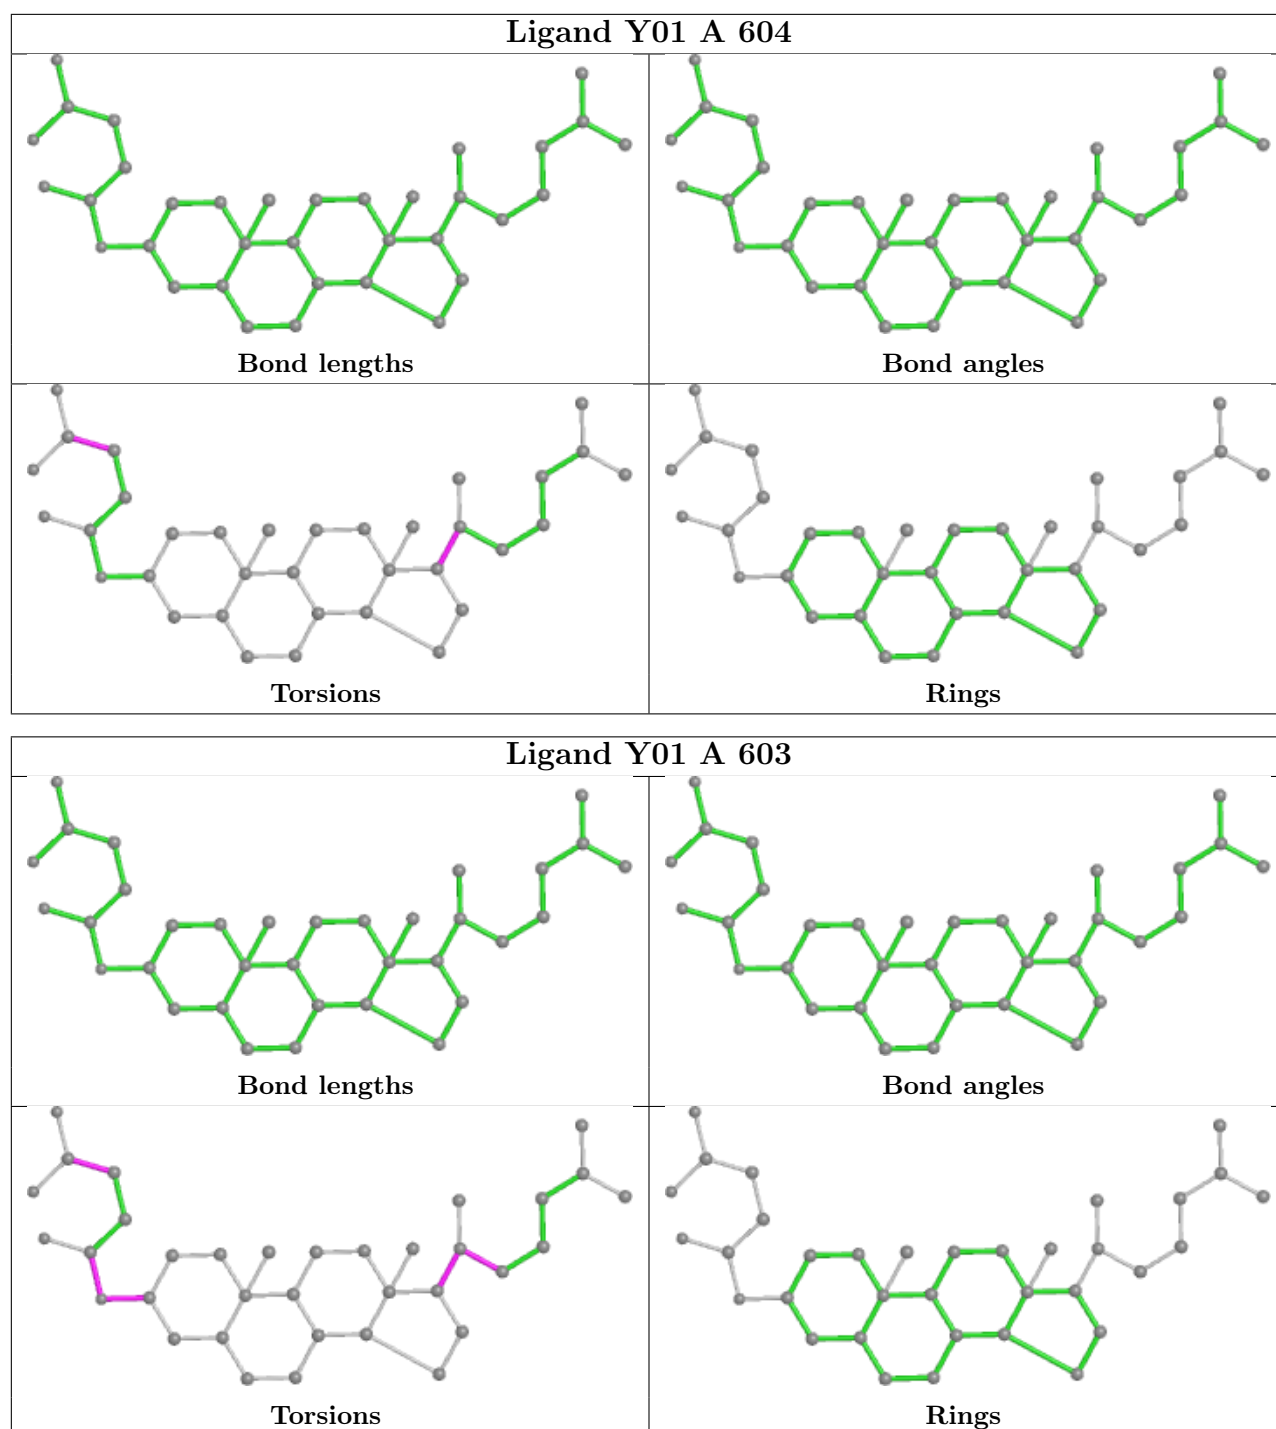 Ligand Y01 A 604
Bond lengths
Bond angles
Torsions
Rings
Ligand Y01 A 603
Bond lengths
Bond angles
Torsions
Rings